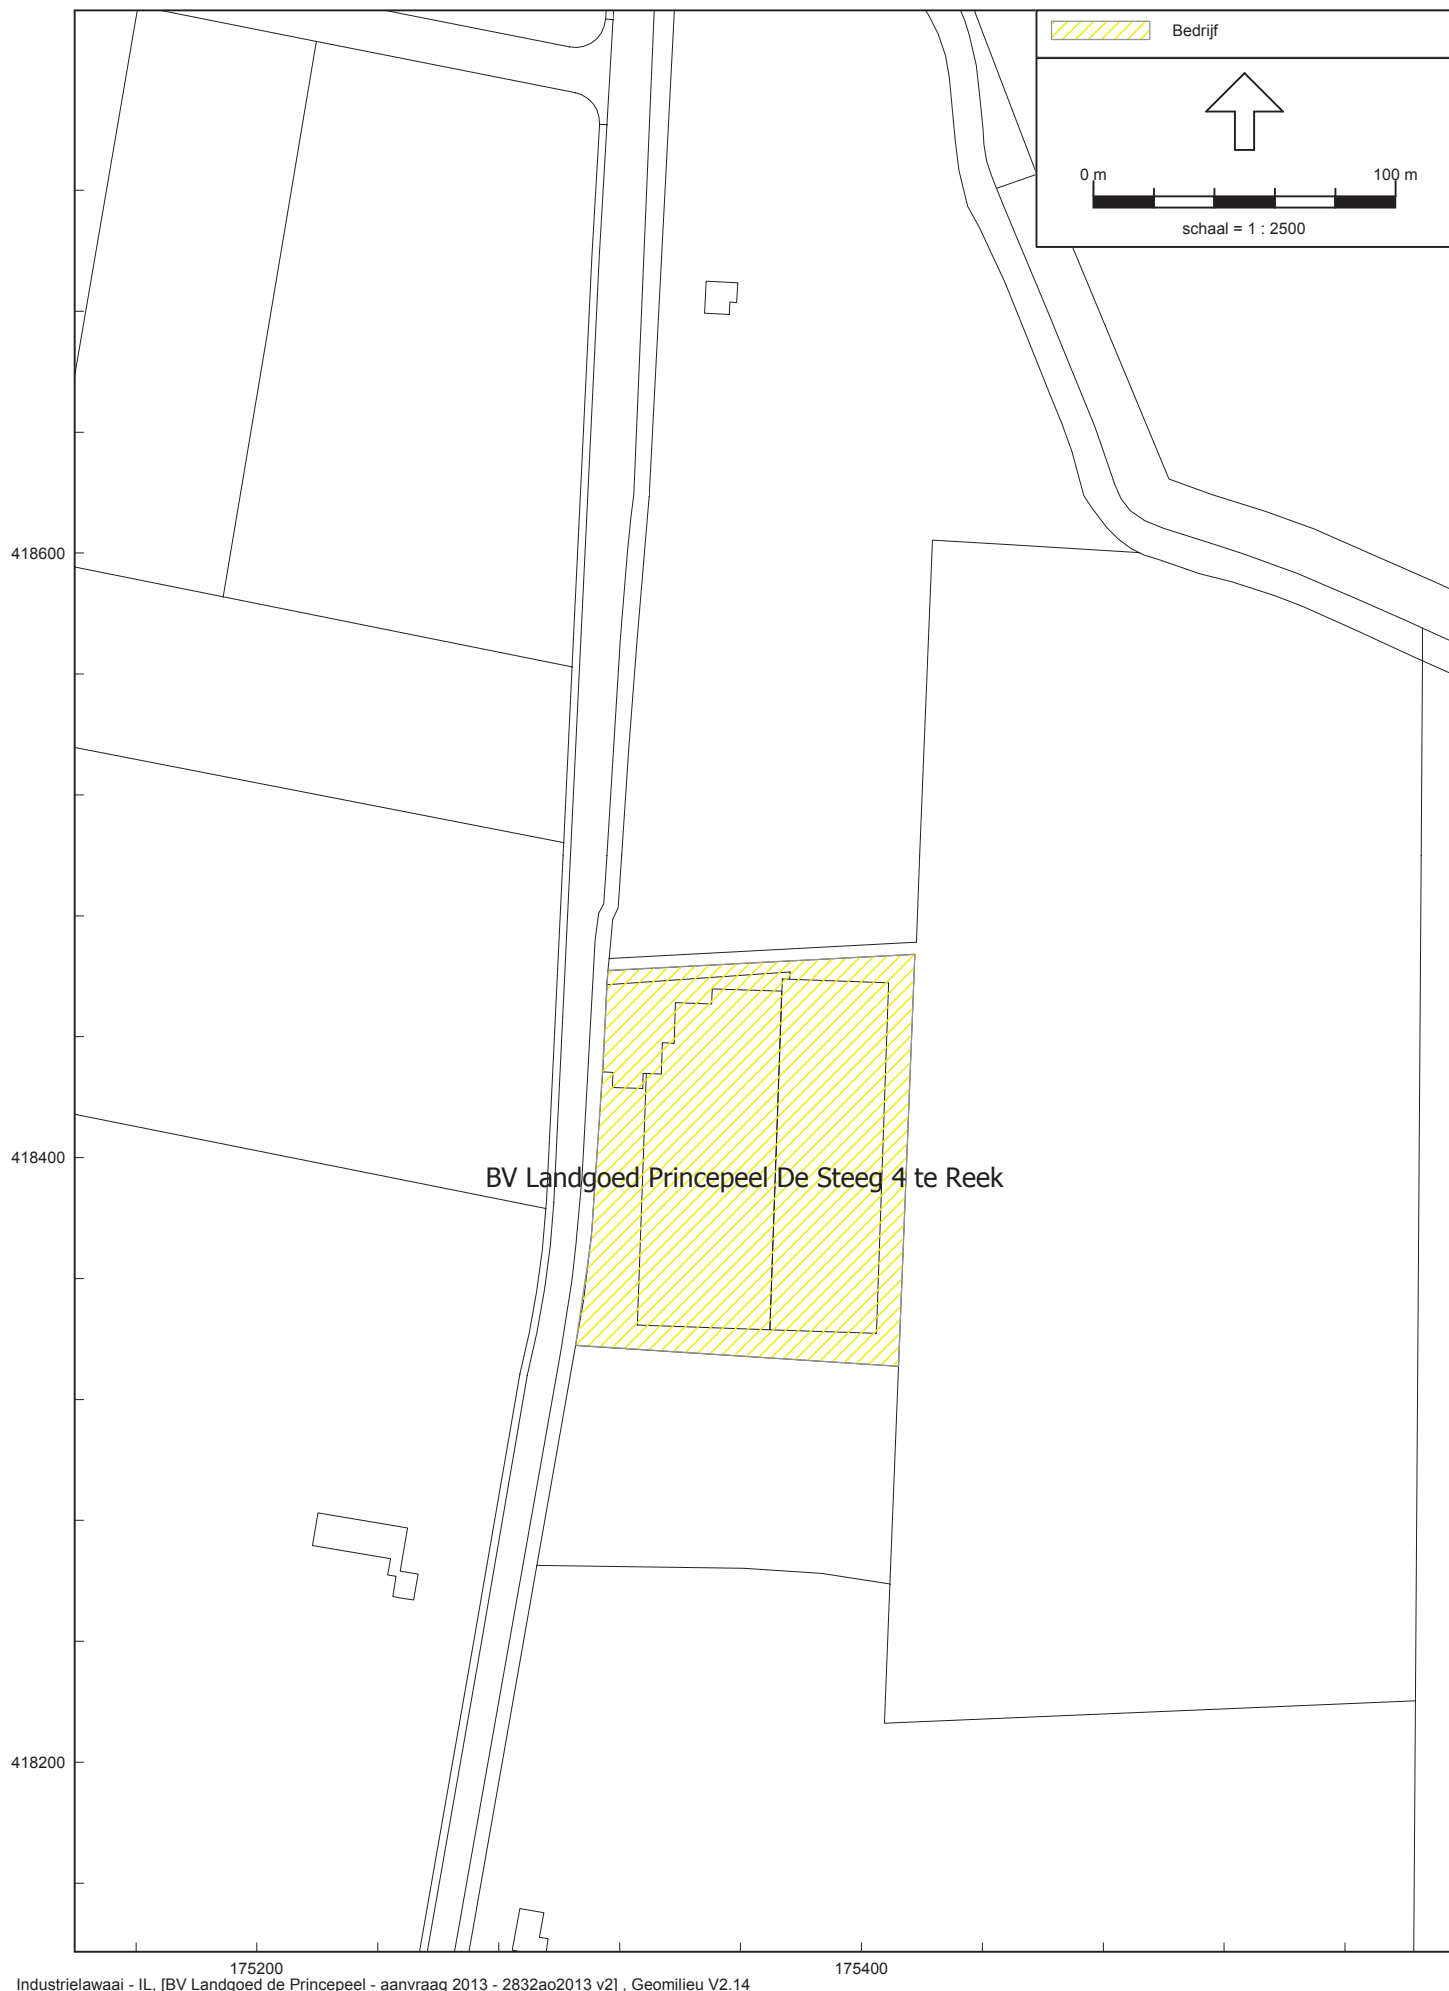 Bedrijf
0 m 100 m
schaal = 1 : 2500
418600
418400
BV Landgoed Princepeel De Steeg 4 te Reek
418200
175200 175400
Industrielawaai - IL, [BV Landgoed de Princepeel - aanvraag 2013 - 2832ao2013 v2] , Geomilieu V2.14